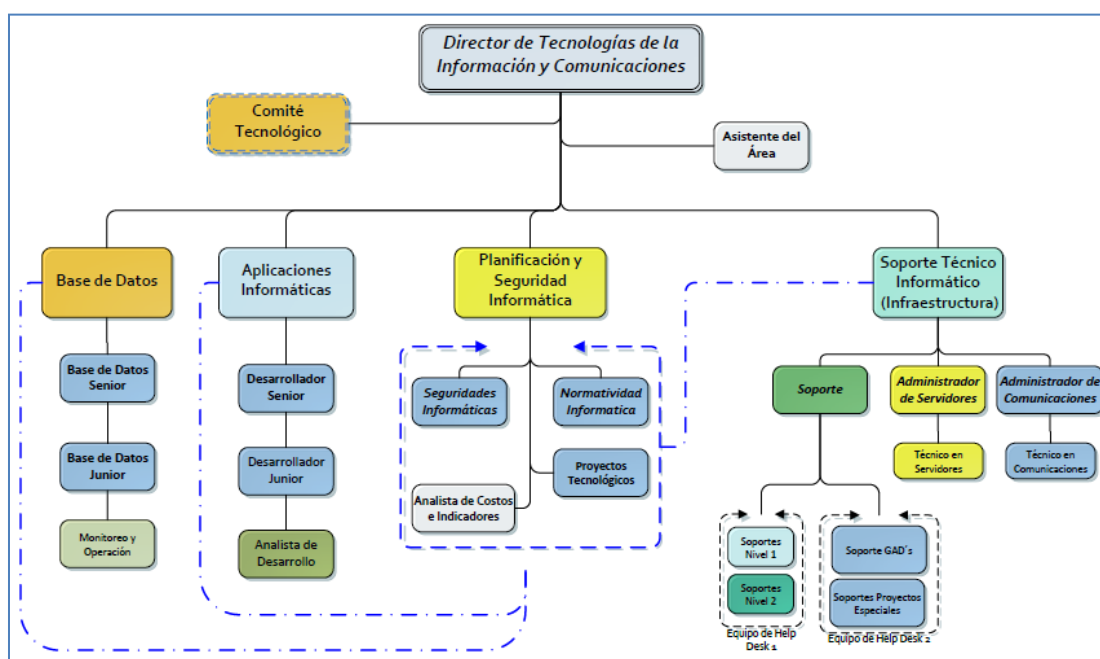 Director de Tecnologías de la
Información y Comunicaciones
Comité
Tecnológico
Asistente del
Área
Base de Datos
Aplicaciones
Informáticas
Planificación y
Seguridad
Informática
Soporte Técnico
Informático
(Infraestructura)
Base de Datos
Senior
Desarrollador
Senior
Seguridades
Informáticas
Normatividad
Informatica
Soporte
Administrador
de Servidores
Administrador de
Comunicaciones
Base de Datos
Junior
Desarrollador
Junior
Proyectos
Tecnológicos
Técnico en
Servidores
Técnico en
Comunicaciones
Analista de Costos
e Indicadores
Monitoreo y
Operación
Analista de
Desarrollo
Soportes
Nivel 1
Soporte GAD´s
Soportes
Nivel 2
Soportes Proyectos
Especiales
Equipo de Help
Desk 1
Equipo de Help Desk 2